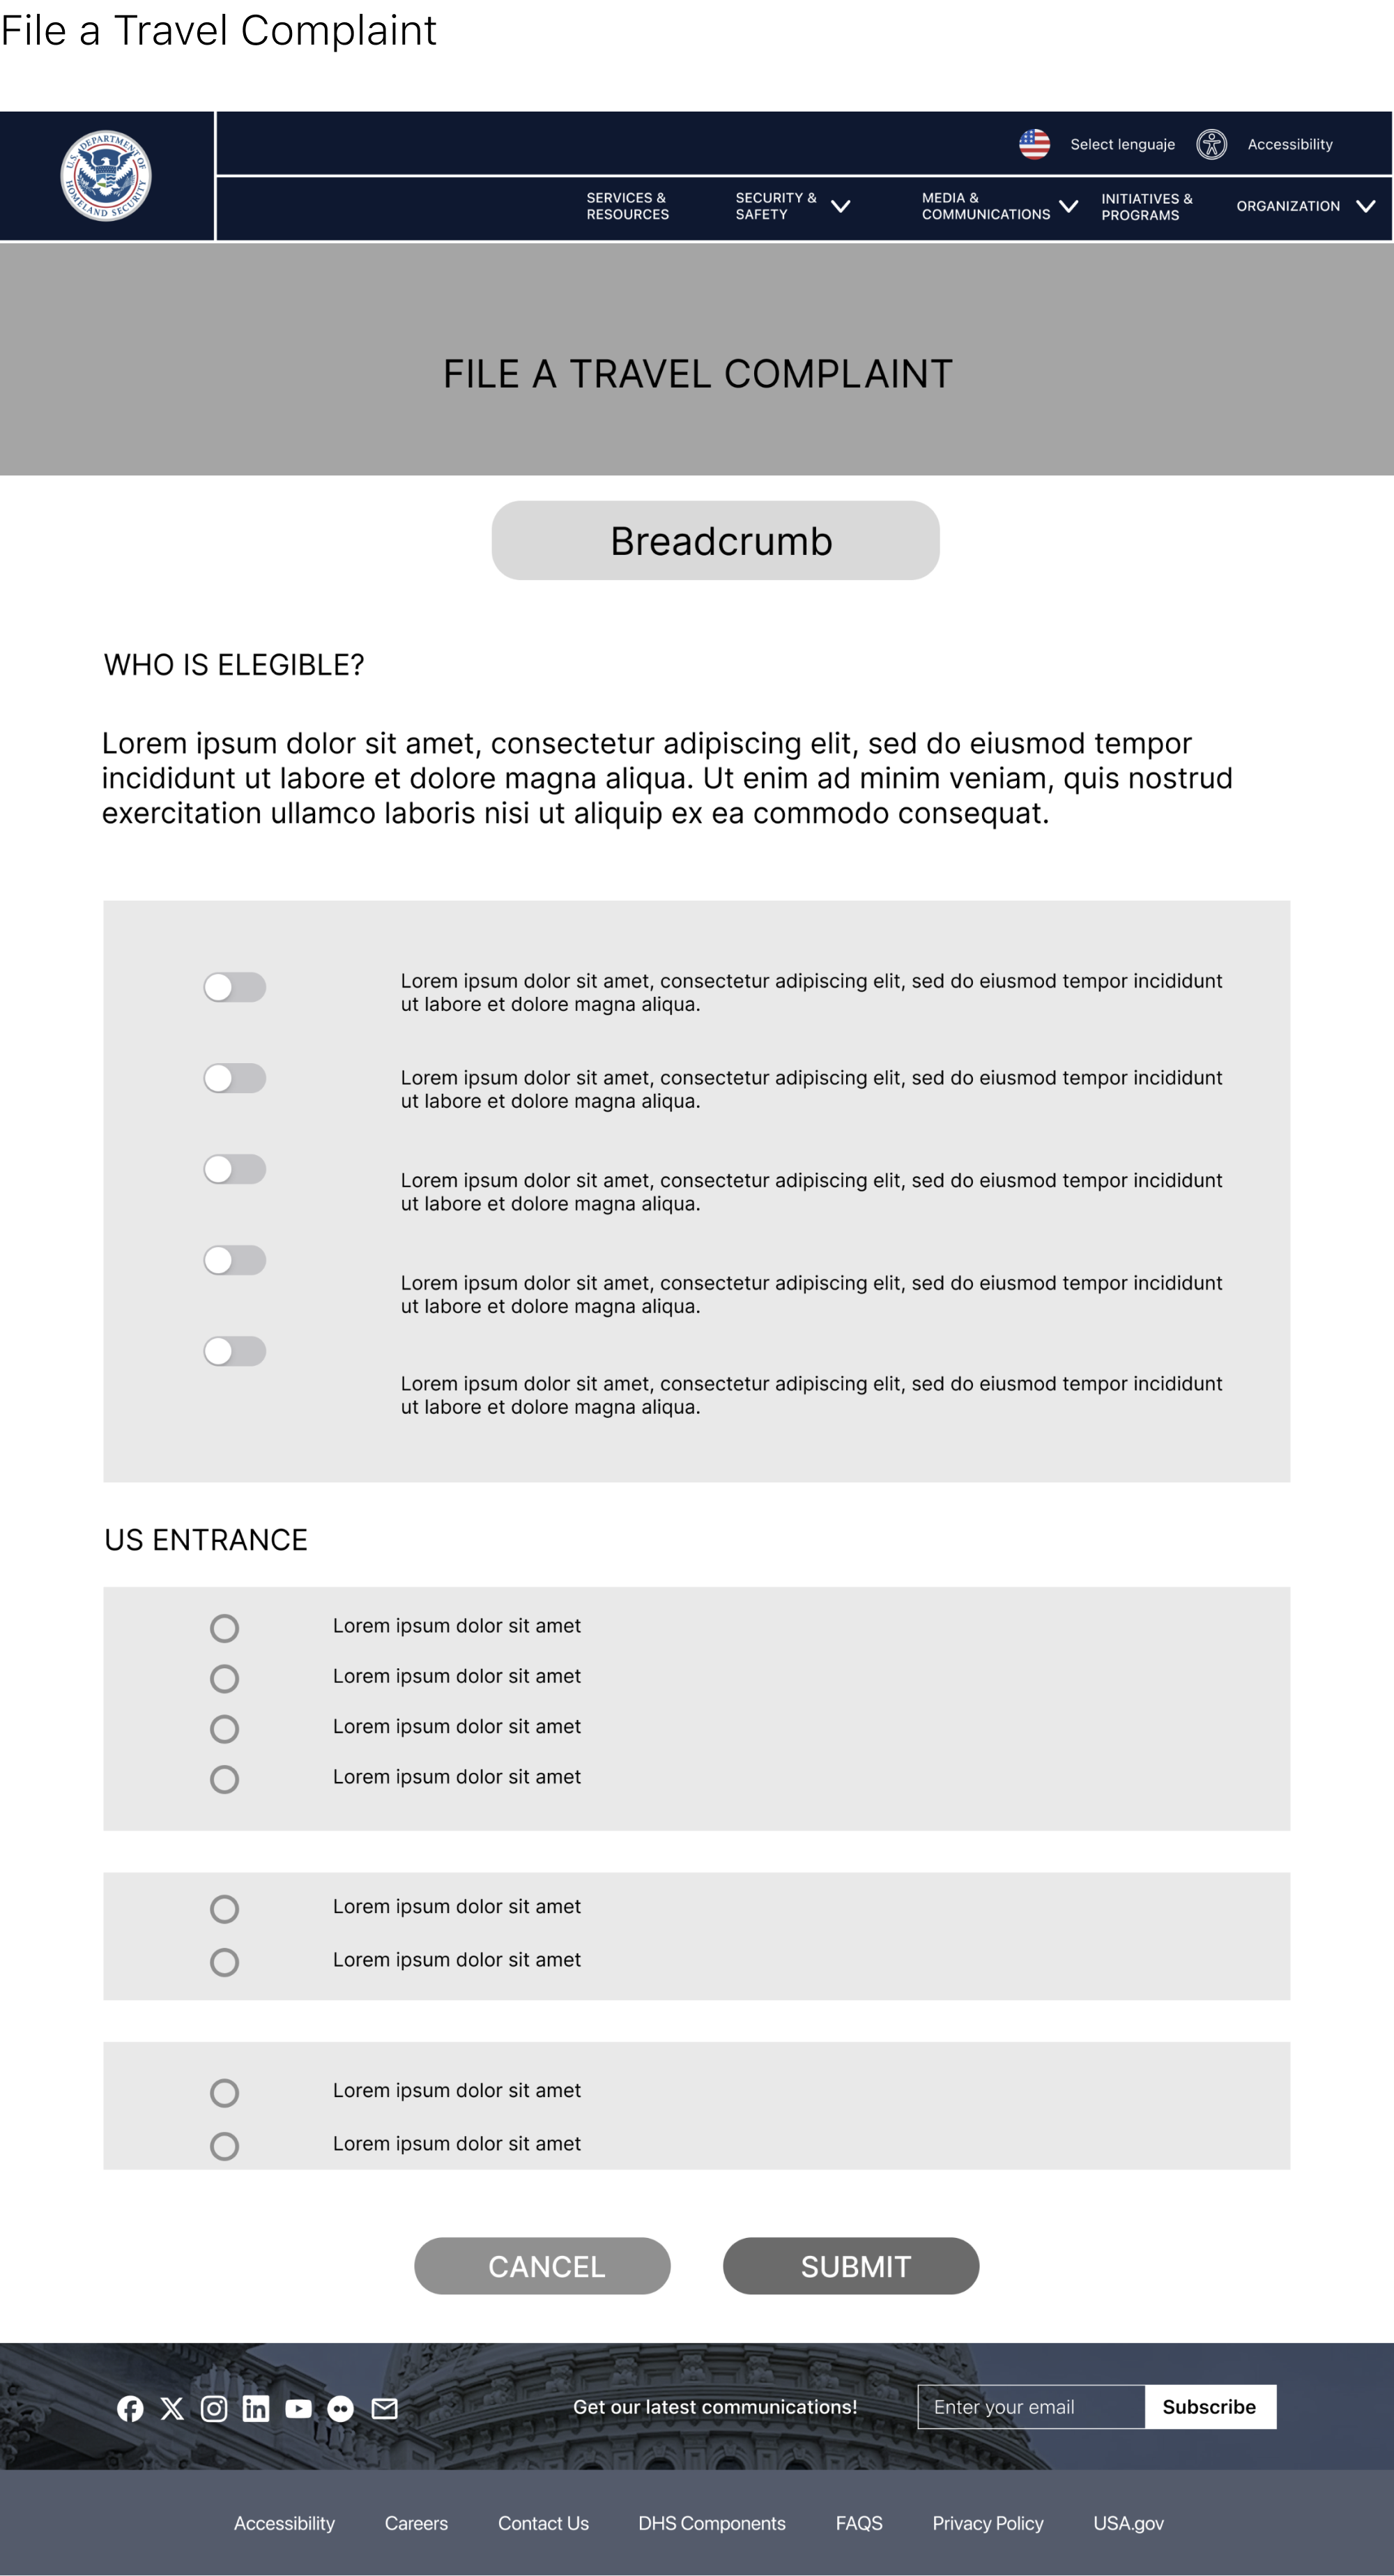 File a Travel Complaint
U.S. DEPARTMENT OF
HOMELAND SECURITY
Select lenguaje
Accessibility
SERVICES &
RESOURCES
SECURITY &
SAFETY
MEDIA &
COMMUNICATIONS
INITIATIVES &
PROGRAMS
ORGANIZATION
FILE A TRAVEL COMPLAINT
Breadcrumb
WHO IS ELEGIBLE?
Lorem ipsum dolor sit amet, consectetur adipiscing elit, sed do eiusmod tempor
incididunt ut labore et dolore magna aliqua. Ut enim ad minim veniam, quis nostrud
exercitation ullamco laboris nisi ut aliquip ex ea commodo consequat.
Lorem ipsum dolor sit amet, consectetur adipiscing elit, sed do eiusmod tempor incididunt
ut labore et dolore magna aliqua.
Lorem ipsum dolor sit amet, consectetur adipiscing elit, sed do eiusmod tempor incididunt
ut labore et dolore magna aliqua.
Lorem ipsum dolor sit amet, consectetur adipiscing elit, sed do eiusmod tempor incididunt
ut labore et dolore magna aliqua.
Lorem ipsum dolor sit amet, consectetur adipiscing elit, sed do eiusmod tempor incididunt
ut labore et dolore magna aliqua.
Lorem ipsum dolor sit amet, consectetur adipiscing elit, sed do eiusmod tempor incididunt
ut labore et dolore magna aliqua.
US ENTRANCE
Lorem ipsum dolor sit amet
Lorem ipsum dolor sit amet
Lorem ipsum dolor sit amet
Lorem ipsum dolor sit amet
Lorem ipsum dolor sit amet
Lorem ipsum dolor sit amet
Lorem ipsum dolor sit amet
Lorem ipsum dolor sit amet
CANCEL
SUBMIT
Get our latest communications!
Enter your email
Subscribe
Accessibility
Careers
Contact Us
DHS Components
FAQS
Privacy Policy
USA.gov